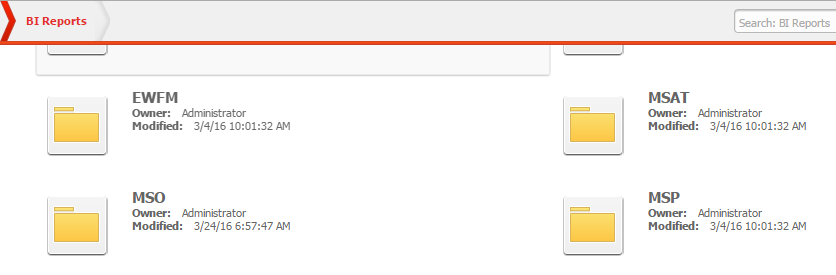 BI Reports
Search: BI Reports
EWFM
Owner: Administrator
Modified: 3/4/16 10:01:32 AM
MSAT
Owner: Administrator
Modified: 3/4/16 10:01:32 AM
MSO
Owner: Administrator
Modified: 3/24/16 6:57:47 AM
MSP
Owner: Administrator
Modified: 3/4/16 10:01:32 AM